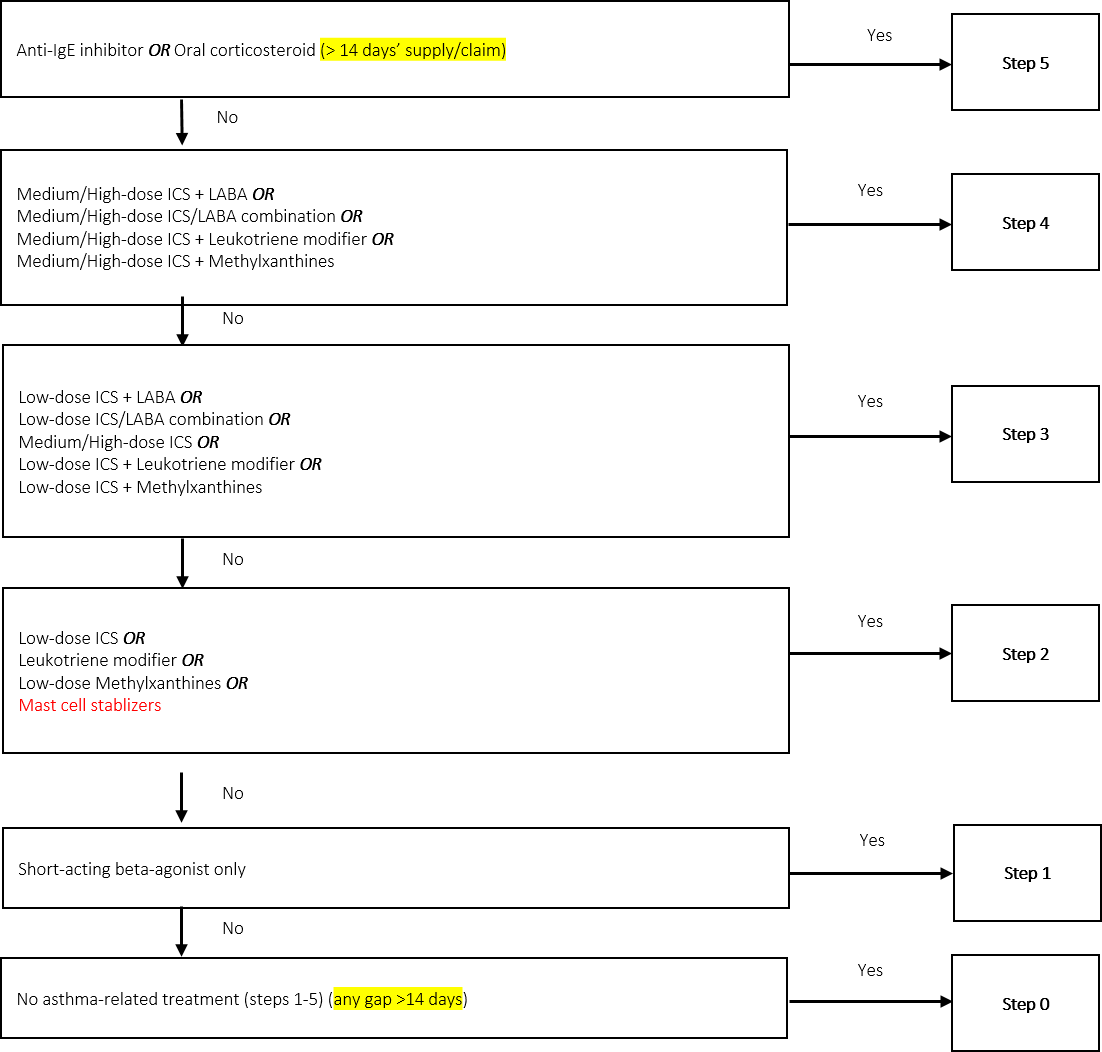 Anti-IgE inhibitor OR Oral corticosteroid (> 14 days’ supply/claim)
Yes
Step 5
No
Medium/High-dose ICS + LABA OR
Medium/High-dose ICS/LABA combination OR
Medium/High-dose ICS + Leukotriene modifier OR
Medium/High-dose ICS + Methylxanthines
Yes
Step 4
No
Low-dose ICS + LABA OR
Low-dose ICS/LABA combination OR
Medium/High-dose ICS OR
Low-dose ICS + Leukotriene modifier OR
Low-dose ICS + Methylxanthines
Yes
Step 3
No
Low-dose ICS OR
Leukotriene modifier OR
Low-dose Methylxanthines OR
Mast cell stablizers
Yes
Step 2
No
Short-acting beta-agonist only
Yes
Step 1
No
No asthma-related treatment (steps 1-5) (any gap >14 days)
Yes
Step 0